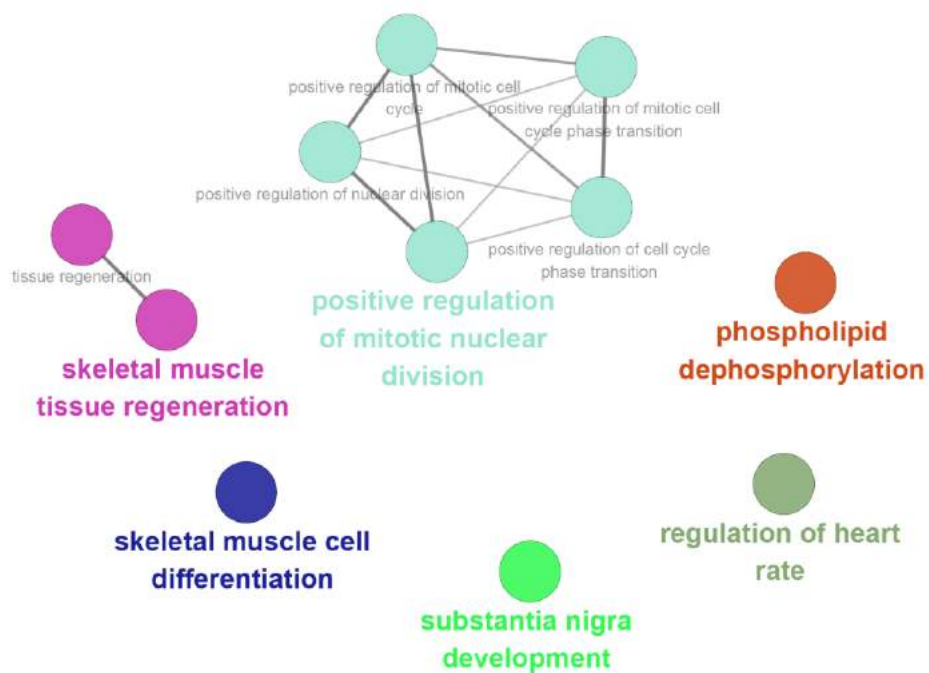 positive regulation of mitotic cell
cycle
positive regulation of mitotic cell
cycle phase transition
positive regulation of nuclear division
positive regulation of cell cycle
phase transition
tissue regeneration
positive regulation
of mitotic nuclear
division
phospholipid
dephosphorylation
skeletal muscle
tissue regeneration
skeletal muscle cell
differentiation
regulation of heart
rate
substantia nigra
development